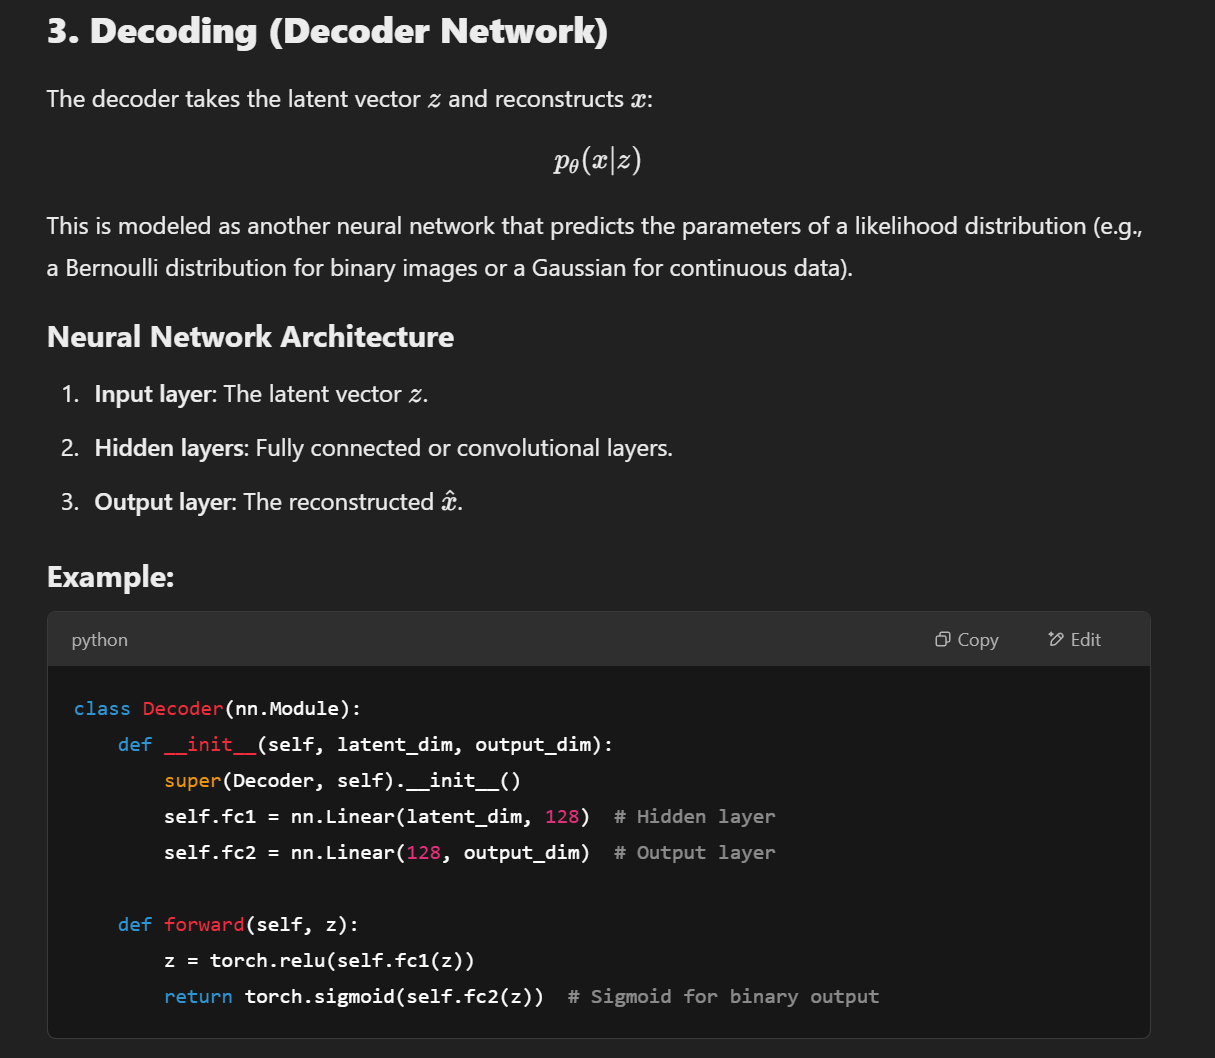 3. Decoding (Decoder Network)
The decoder takes the latent vector z and reconstructs x:
pθ(x|z)
This is modeled as another neural network that predicts the parameters of a likelihood distribution (e.g.,
a Bernoulli distribution for binary images or a Gaussian for continuous data).
Neural Network Architecture
1. Input layer: The latent vector z.
2. Hidden layers: Fully connected or convolutional layers.
3. Output layer: The reconstructed x̂.
Example:
python Copy Edit
class Decoder(nn.Module):
    def __init__(self, latent_dim, output_dim):
        super(Decoder, self).__init__()
        self.fc1 = nn.Linear(latent_dim, 128)  # Hidden layer
        self.fc2 = nn.Linear(128, output_dim)  # Output layer
    def forward(self, z):
        z = torch.relu(self.fc1(z))
        return torch.sigmoid(self.fc2(z))  # Sigmoid for binary output